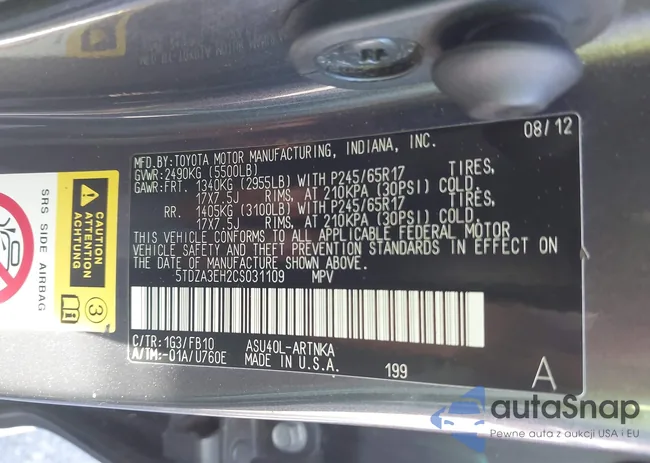 08/12
MFD.BY:TOYOTA MOTOR MANUFACTURING, INDIANA, INC.
GVWR:2490KG (5500LB)
GAWR:FRT. 1340KG (2955LB) WITH P245/65R17 TIRES,
17X7.5J RIMS, AT 210KPA (30PSI) COLD.
RR. 1405KG (3100LB) WITH P245/65R17 TIRES,
17X7.5J RIMS, AT 210KPA (30PSI) COLD.
THIS VEHICLE CONFORMS TO ALL APPLICABLE FEDERAL MOTOR
VEHICLE SAFETY AND THEFT PREVENTION STANDARDS IN EFFECT ON
THE DATE OF MANUFACTURE SHOWN ABOVE.
5TDZA3EH2CS031109 MPV
C/TR:1G3/FB10 ASU40L-ARTNKA
A/TM:-01A/U760E MADE IN U.S.A. 199
A
SRS SIDE AIRBAG
ATTENTION
CAUTION
ACHTUNG
3
autoSnap
Pewne auta z aukcji USA i EU